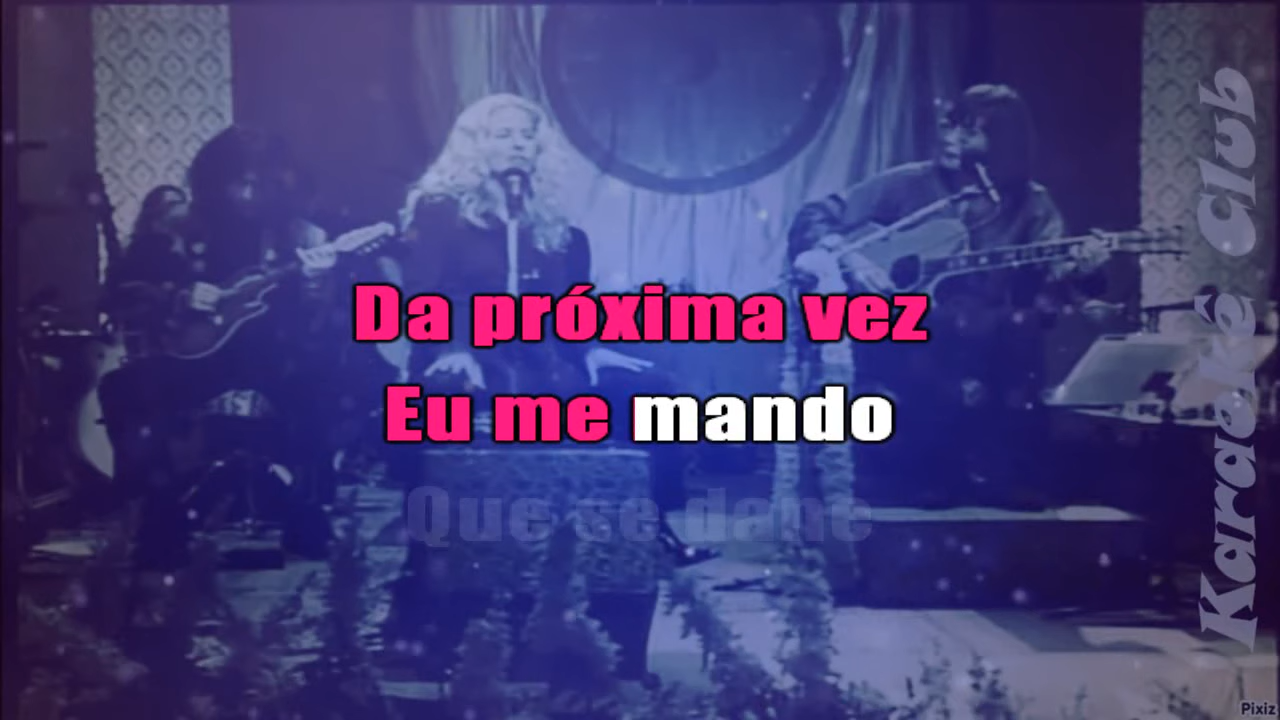 Da próxima vez
Eu me mando
Que se dane
Karaokê Club
Pixiz